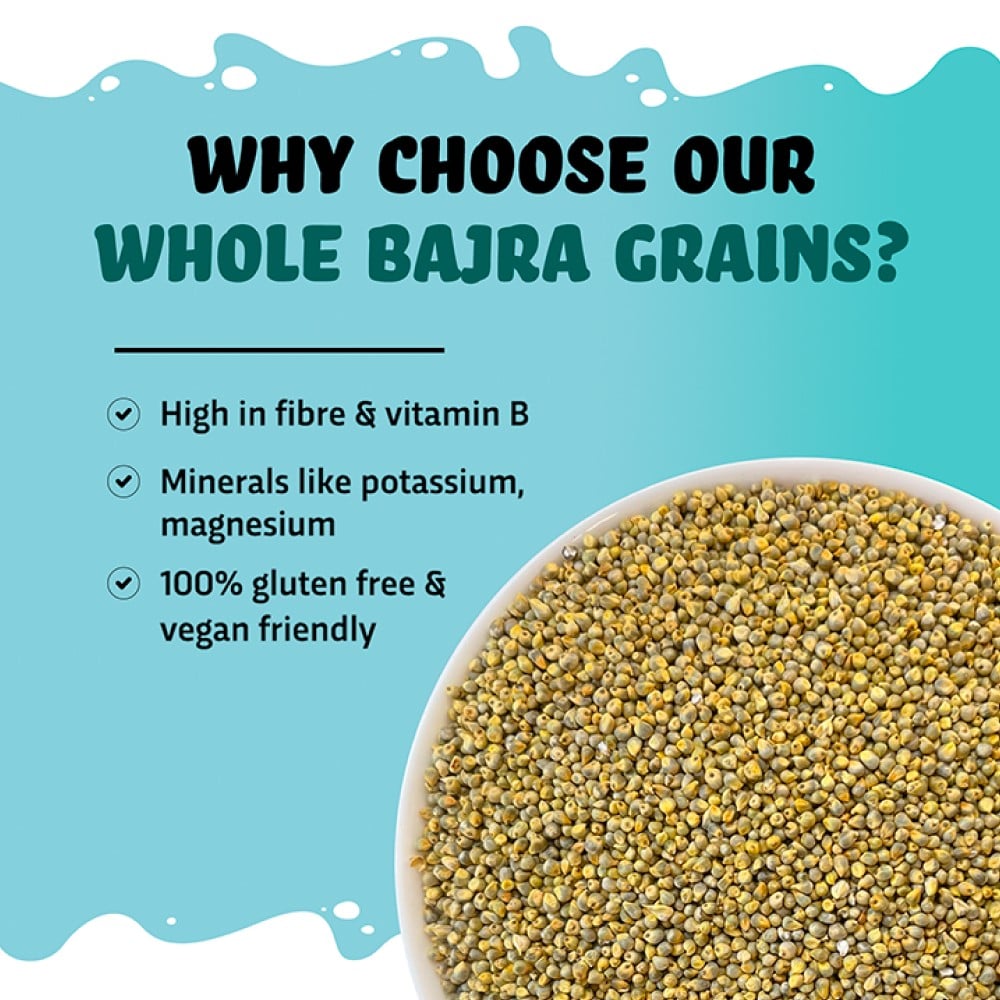 WHY CHOOSE OUR
WHOLE BAJRA GRAINS?
High in fibre & vitamin B
Minerals like potassium,
magnesium
100% gluten free &
vegan friendly